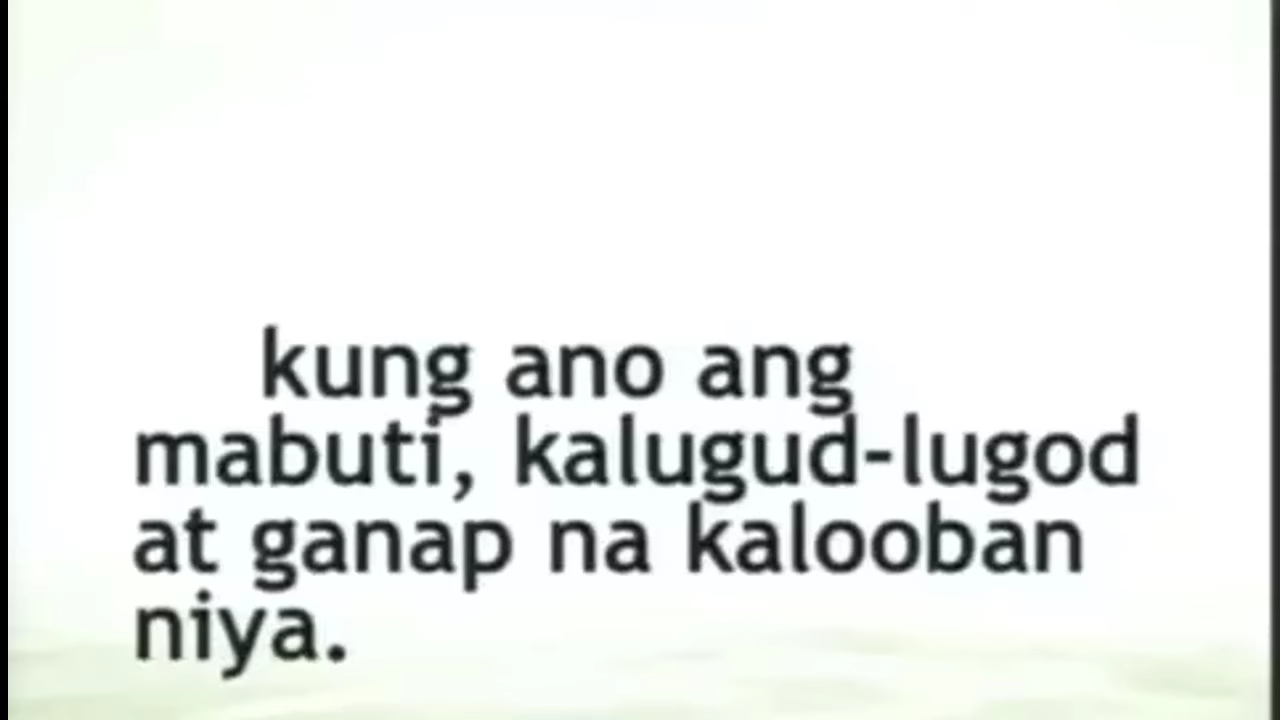 kung ano ang
mabuti, kalugud-lugod
at ganap na kalooban
niya.